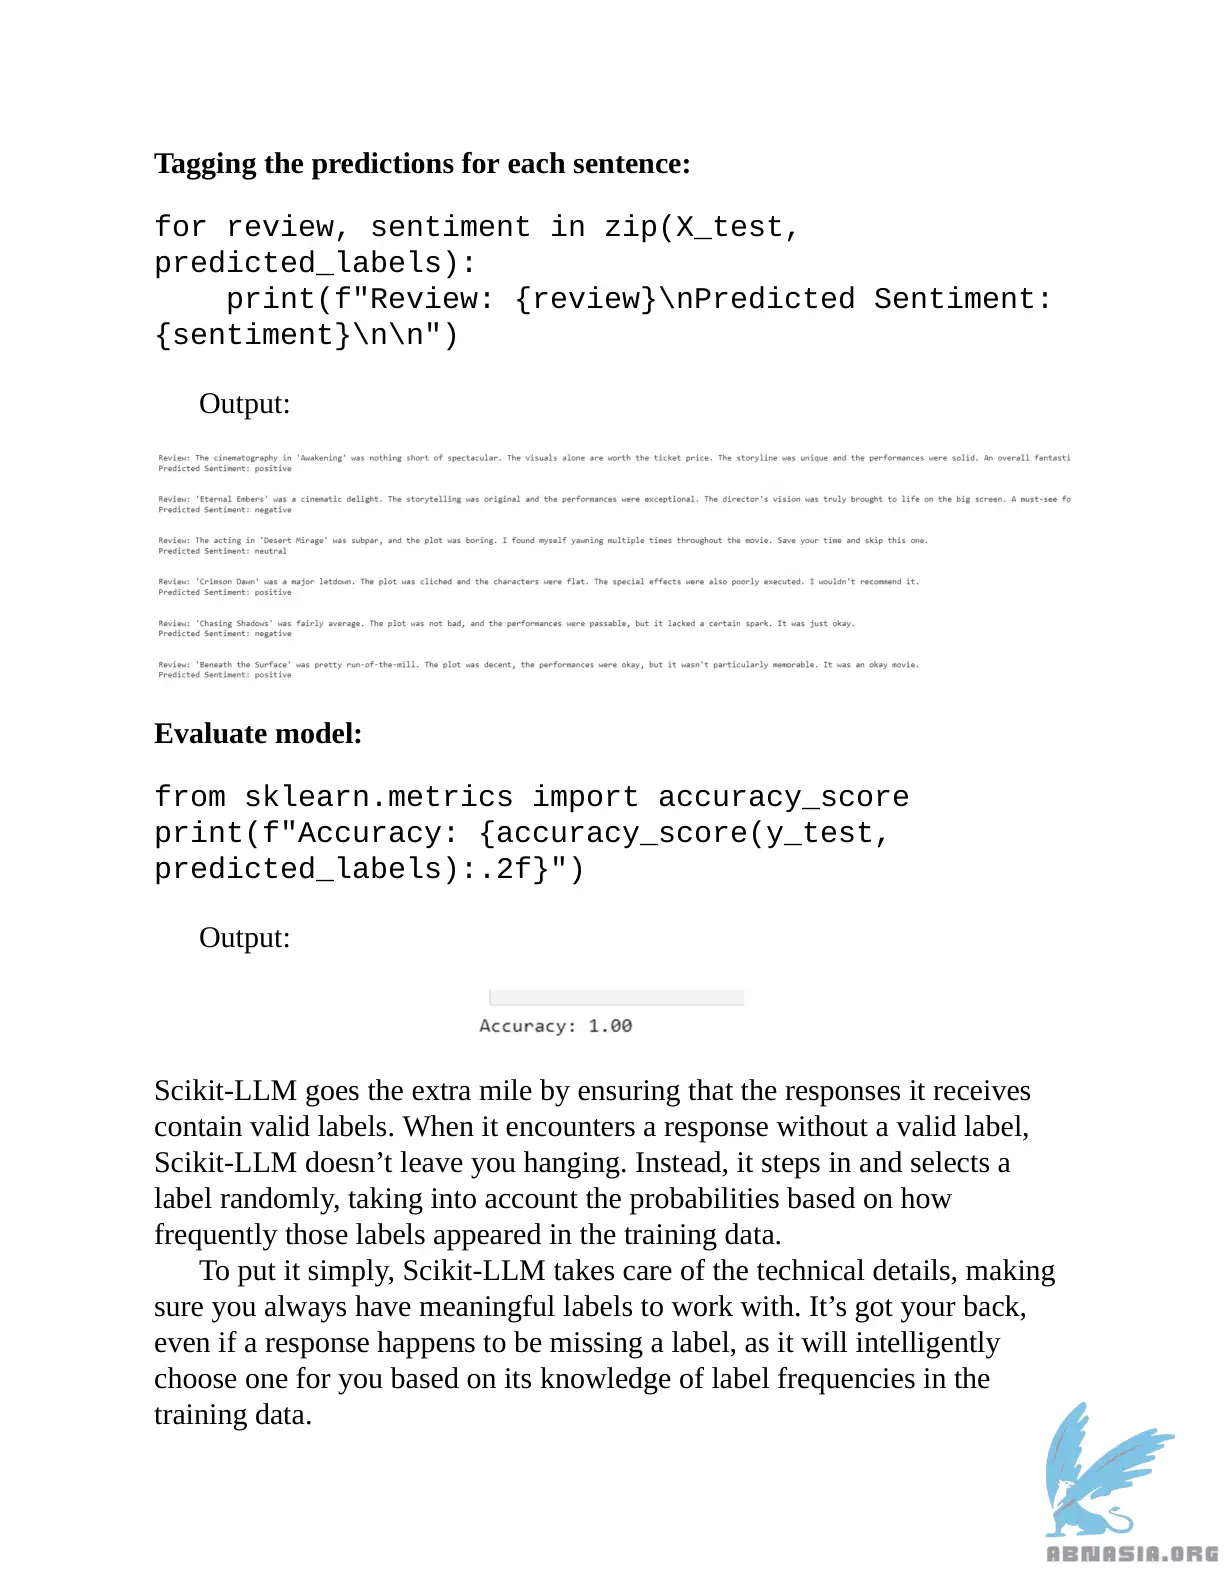 Tagging the predictions for each sentence:
for review, sentiment in zip(X_test,
predicted_labels):
    print(f"Review: {review}\nPredicted Sentiment:
{sentiment}\n\n")
Output:
Review: The cinematography in 'Awakening' was nothing short of spectacular. The visuals alone are worth the ticket price. The storyline was unique and the performances were solid. An overall fantasti
Predicted Sentiment: positive
Review: 'Eternal Embers' was a cinematic delight. The storytelling was original and the performances were exceptional. The director's vision was truly brought to life on the big screen. A must-see fo
Predicted Sentiment: negative
Review: The acting in 'Desert Mirage' was subpar, and the plot was boring. I found myself yawning multiple times throughout the movie. Save your time and skip this one.
Predicted Sentiment: neutral
Review: 'Crimson Dawn' was a major letdown. The plot was cliched and the characters were flat. The special effects were also poorly executed. I wouldn't recommend it.
Predicted Sentiment: positive
Review: 'Chasing Shadows' was fairly average. The plot was not bad, and the performances were passable, but it lacked a certain spark. It was just okay.
Predicted Sentiment: negative
Review: 'Beneath the Surface' was pretty run-of-the-mill. The plot was decent, the performances were okay, but it wasn't particularly memorable. It was an okay movie.
Predicted Sentiment: positive
Evaluate model:
from sklearn.metrics import accuracy_score
print(f"Accuracy: {accuracy_score(y_test,
predicted_labels):.2f}")
Output:
Accuracy: 1.00
Scikit-LLM goes the extra mile by ensuring that the responses it receives
contain valid labels. When it encounters a response without a valid label,
Scikit-LLM doesn’t leave you hanging. Instead, it steps in and selects a
label randomly, taking into account the probabilities based on how
frequently those labels appeared in the training data.
To put it simply, Scikit-LLM takes care of the technical details, making
sure you always have meaningful labels to work with. It’s got your back,
even if a response happens to be missing a label, as it will intelligently
choose one for you based on its knowledge of label frequencies in the
training data.
ABNASIA.ORG